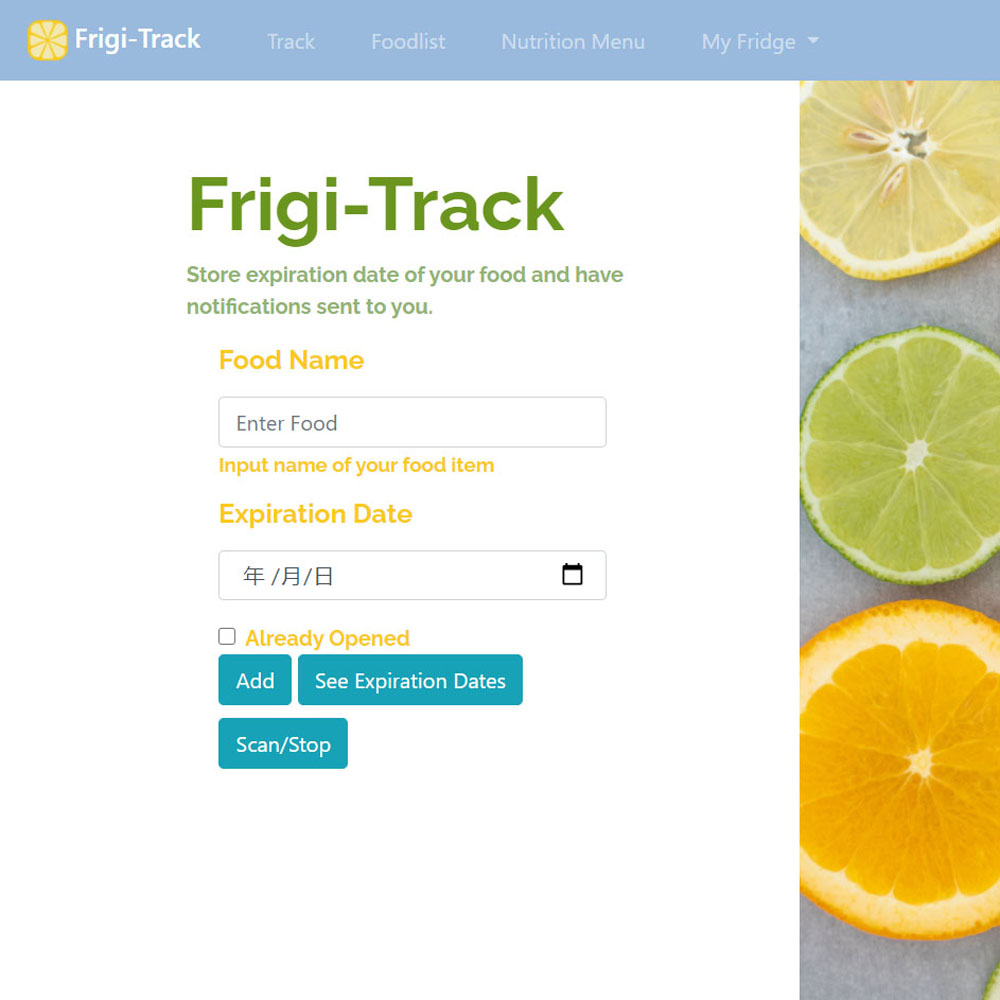 Frigi-Track
Track
Foodlist
Nutrition Menu
My Fridge
Frigi-Track
Store expiration date of your food and have
notifications sent to you.
Food Name
Enter Food
Input name of your food item
Expiration Date
年 /月/日
Already Opened
Add
See Expiration Dates
Scan/Stop